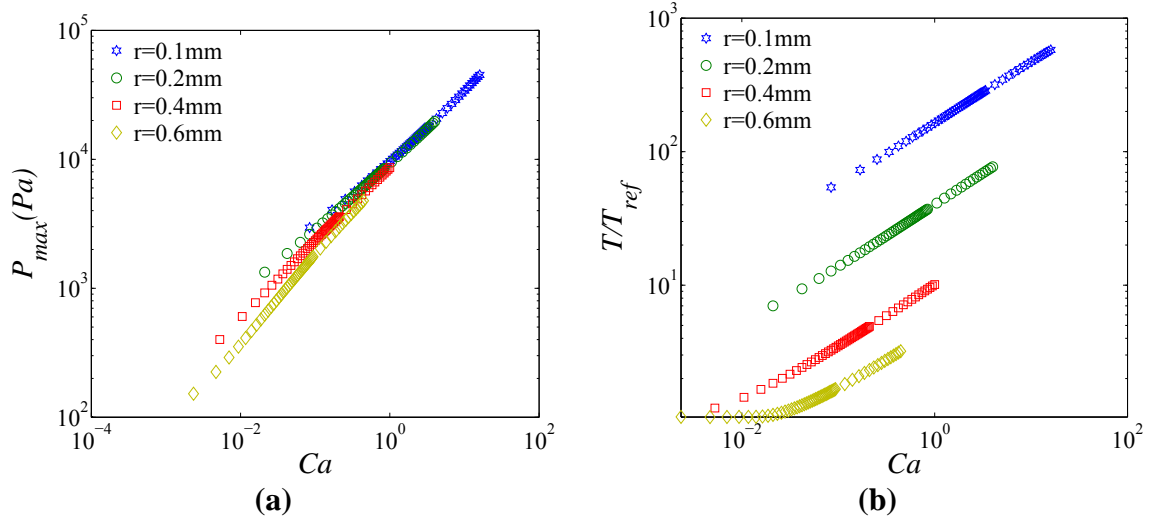 10^5
10^4
10^3
10^2
P_max(Pa)
r=0.1mm
r=0.2mm
r=0.4mm
r=0.6mm
10^-4
10^-2
10^0
10^2
Ca
(a)
10^3
10^2
10^1
T/T_ref
r=0.1mm
r=0.2mm
r=0.4mm
r=0.6mm
10^-2
10^0
10^2
Ca
(b)